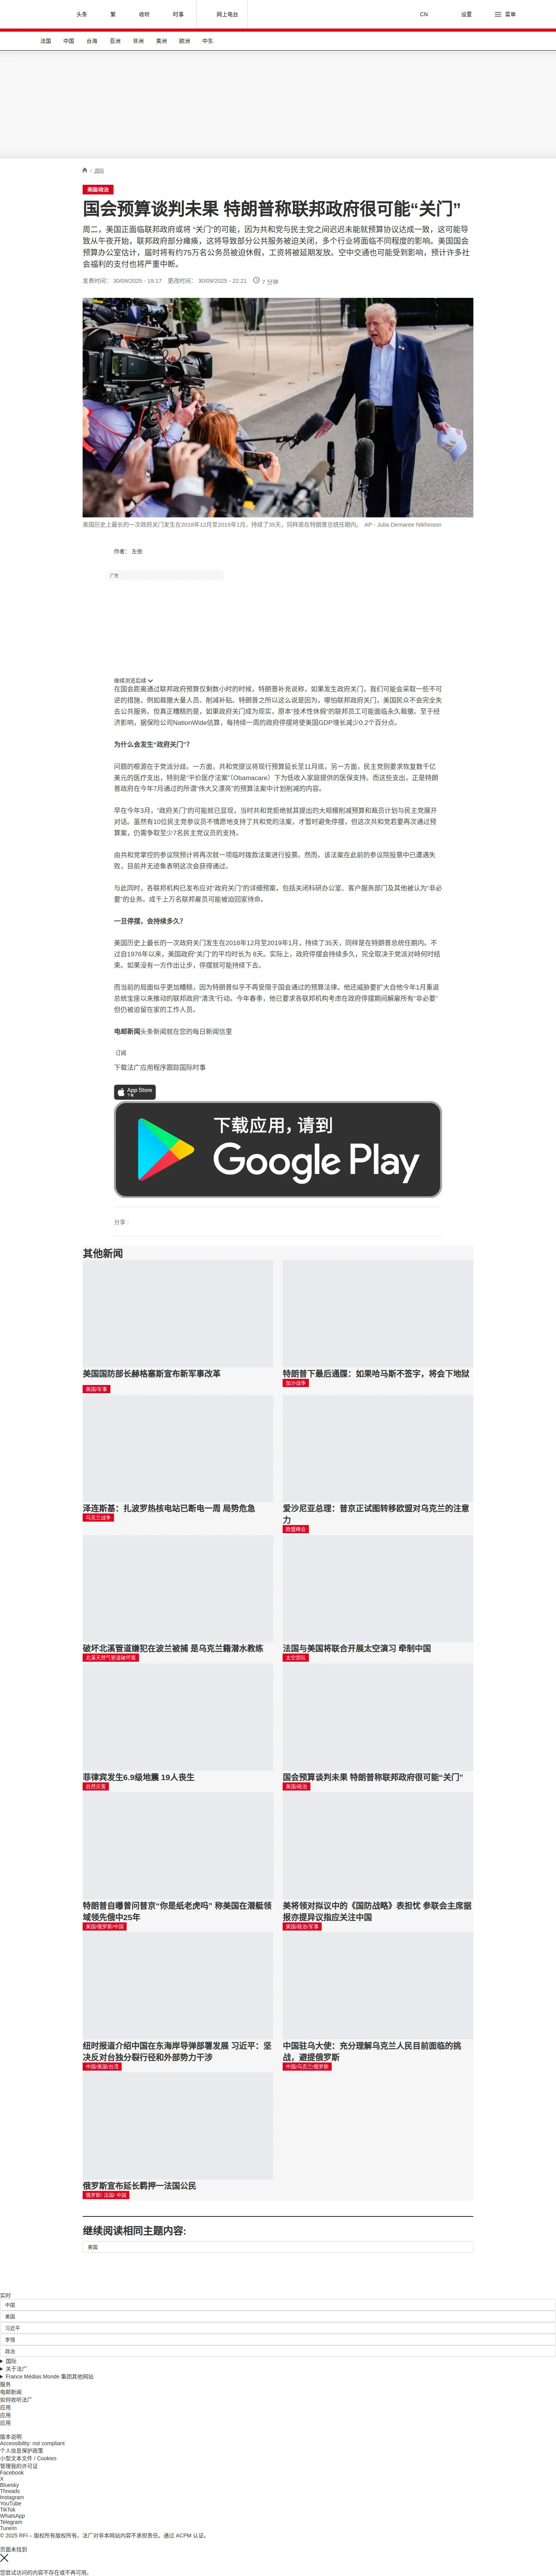 头条
繁
收听
时事
网上电台
CN
设置
菜单
法国
中国
台海
亚洲
非洲
美洲
欧洲
中东
/ 国际
美国/政治
国会预算谈判未果 特朗普称联邦政府很可能“关门”
周二，美国正面临联邦政府或将 “关门”的可能，因为共和党与民主党之间迟迟未能就预算协议达成一致，这可能导
致从午夜开始，联邦政府部分瘫痪，这将导致部分公共服务被迫关闭，多个行业将面临不同程度的影响。美国国会
预算办公室估计，届时将有约75万名公务员被迫休假，工资将被延期发放。空中交通也可能受到影响，预计许多社
会福利的支付也将严重中断。
发表时间： 30/09/2025 - 19:17 更改时间： 30/09/2025 - 22:21 7 分钟
美国历史上最长的一次政府关门发生在2018年12月至2019年1月，持续了35天，同样是在特朗普总统任期内。 AP - Julia Demaree Nikhinson
作者： 左依
广告
继续浏览后续
在国会距离通过联邦政府预算仅剩数小时的时候，特朗普补充说称，如果发生政府关门，我们可能会采取一些不可
逆的措施，例如裁撤大量人员、削减补贴。特朗普之所以这么说是因为，哪怕联邦政府关门，美国民众不会完全失
去公共服务。但真正糟糕的是，如果政府关门成为现实，原本“技术性休假”的联邦员工可能面临永久裁撤。至于经
济影响，据保险公司NationWide估算，每持续一周的政府停摆将使美国GDP增长减少0.2个百分点。
为什么会发生“政府关门”？
问题的根源在于党派分歧。一方面，共和党提议将现行预算延长至11月底，另一方面，民主党则要求恢复数千亿
美元的医疗支出，特别是“平价医疗法案”（Obamacare）下为低收入家庭提供的医保支持。而这些支出，正是特朗
普政府在今年7月通过的所谓“伟大又漂亮”的预算法案中计划削减的内容。
早在今年3月，“政府关门”的可能就已显现，当时共和党拒绝就其提出的大规模削减预算和裁员计划与民主党展开
对话。虽然有10位民主党参议员不情愿地支持了共和党的法案，才暂时避免停摆，但这次共和党若要再次通过预
算案，仍需争取至少7名民主党议员的支持。
由共和党掌控的参议院预计将再次就一项临时拨款法案进行投票。然而，该法案在此前的参议院投票中已遭遇失
败，目前并无迹象表明这次会获得通过。
与此同时，各联邦机构已发布应对“政府关门”的详细预案，包括关闭科研办公室、客户服务部门及其他被认为“非必
要”的业务。成千上万名联邦雇员可能被迫回家待命。
一旦停摆，会持续多久？
美国历史上最长的一次政府关门发生在2018年12月至2019年1月，持续了35天，同样是在特朗普总统任期内。不
过自1976年以来，美国政府“关门”的平均时长为 8天。实际上，政府停摆会持续多久，完全取决于党派对峙何时结
束。如果没有一方作出让步，停摆就可能持续下去。
而当前的局面似乎更加糟糕，因为特朗普似乎不再受限于国会通过的预算法律。他还威胁要扩大自他今年1月重返
总统宝座以来推动的联邦政府“清洗”行动。今年春季，他已要求各联邦机构考虑在政府停摆期间解雇所有“非必要”
但仍被迫留在家的工作人员。
电邮新闻头条新闻就在您的每日新闻信里
订阅
下载法广应用程序跟踪国际时事
App Store
下载
下载应用，请到
Google Play
分享 :
其他新闻
美国国防部长赫格塞斯宣布新军事改革
美国/军事
特朗普下最后通牒：如果哈马斯不签字，将会下地狱
加沙战争
泽连斯基：扎波罗热核电站已断电一周 局势危急
乌克兰战争
爱沙尼亚总理：普京正试图转移欧盟对乌克兰的注意
力
欧盟峰会
破坏北溪管道嫌犯在波兰被捕 是乌克兰籍潜水教练
北溪天然气管道破坏案
法国与美国将联合开展太空演习 牵制中国
太空部队
菲律宾发生6.9级地震 19人丧生
自然灾害
国会预算谈判未果 特朗普称联邦政府很可能“关门”
美国/政治
特朗普自曝曾问普京“你是纸老虎吗” 称美国在潜艇领
域领先俄中25年
美国/俄罗斯/中国
美将领对拟议中的《国防战略》表担忧 参联会主席据
报亦提异议指应关注中国
美国/政治/军事
纽时报道介绍中国在东海岸导弹部署发展 习近平：坚
决反对台独分裂行径和外部势力干涉
中国/美国/台湾
中国驻乌大使：充分理解乌克兰人民目前面临的挑
战，避提俄罗斯
中国/乌克兰/俄罗斯
俄罗斯宣布延长羁押一法国公民
俄罗斯/ 法国/ 中国
继续阅读相同主题内容:
美国
实时
中国
美国
习近平
李强
政治
国际
关于法广
France Médias Monde 集团其他网站
服务
电邮新闻
如何收听法广
应用
应用
应用
版本说明
Accessibility: not compliant
个人信息保护政策
小型文本文件 / Cookies
管理我的许可证
Facebook
X
Bluesky
Threads
Instagram
YouTube
TikTok
WhatsApp
Telegram
TuneIn
© 2025 RFI – 版权所有版权所有。法广对非本网站内容不承担责任。通过 ACPM 认证。
页面未找到
您尝试访问的内容不存在或不再可用。